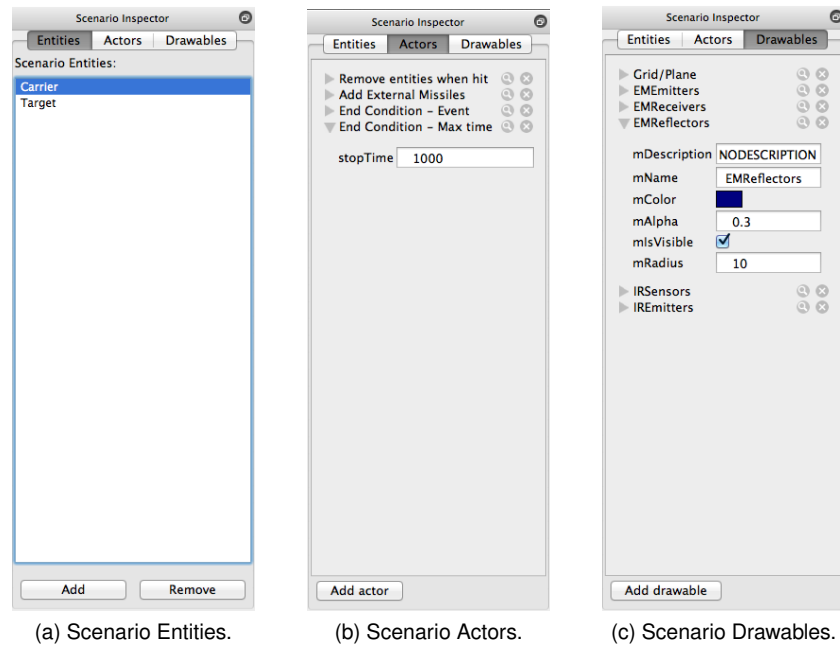 Scenario Inspector
Entities Actors Drawables
Scenario Entities:
Carrier
Target
Add Remove
(a) Scenario Entities.
Scenario Inspector
Entities Actors Drawables
Remove entities when hit
Add External Missiles
End Condition - Event
End Condition - Max time
stopTime 1000
Add actor
(b) Scenario Actors.
Scenario Inspector
Entities Actors Drawables
Grid/Plane
EMEmitters
EMReceivers
EMReflectors
mDescription NODESCRIPTION
mName EMReflectors
mColor
mAlpha 0.3
mIsVisible
mRadius 10
IRSensors
IREmitters
Add drawable
(c) Scenario Drawables.